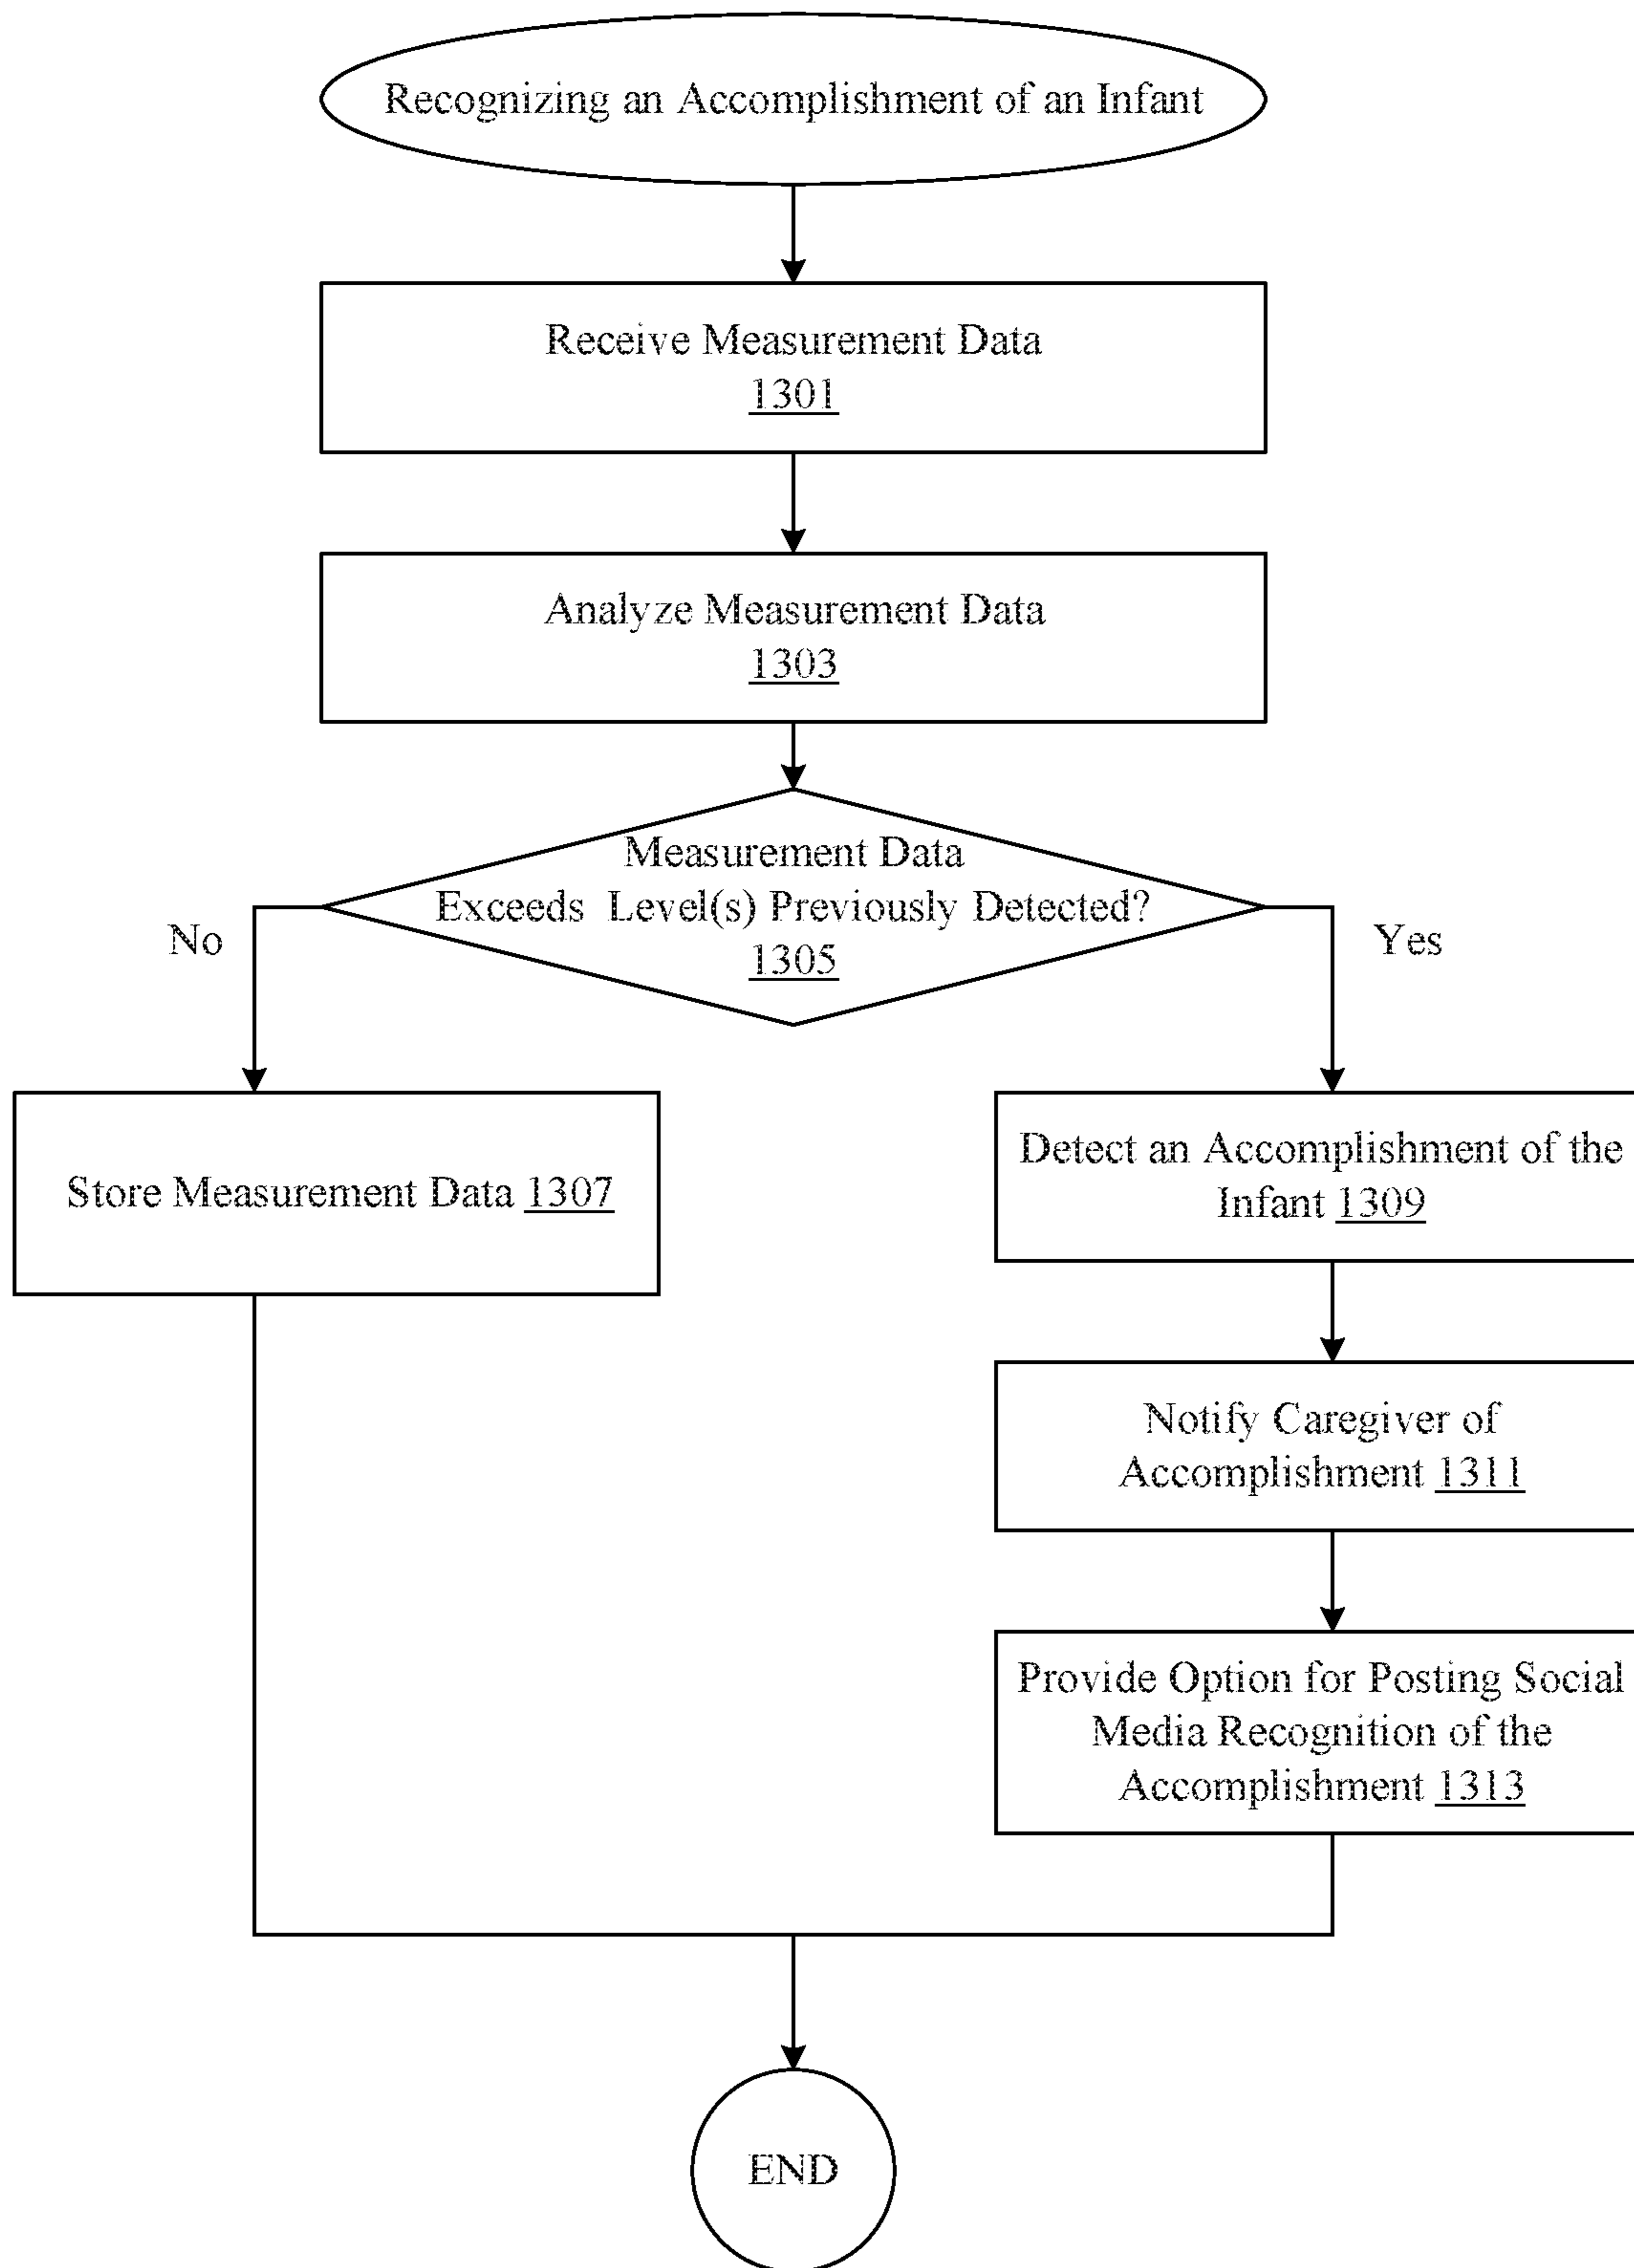 Recognizing an Accomplishment of an Infant
Receive Measurement Data
1301
Analyze Measurement Data
1303
Measurement Data
Exceeds Level(s) Previously Detected?
1305
No
Yes
Store Measurement Data 1307
Detect an Accomplishment of the
Infant 1309
Notify Caregiver of
Accomplishment 1311
Provide Option for Posting Social
Media Recognition of the
Accomplishment 1313
END